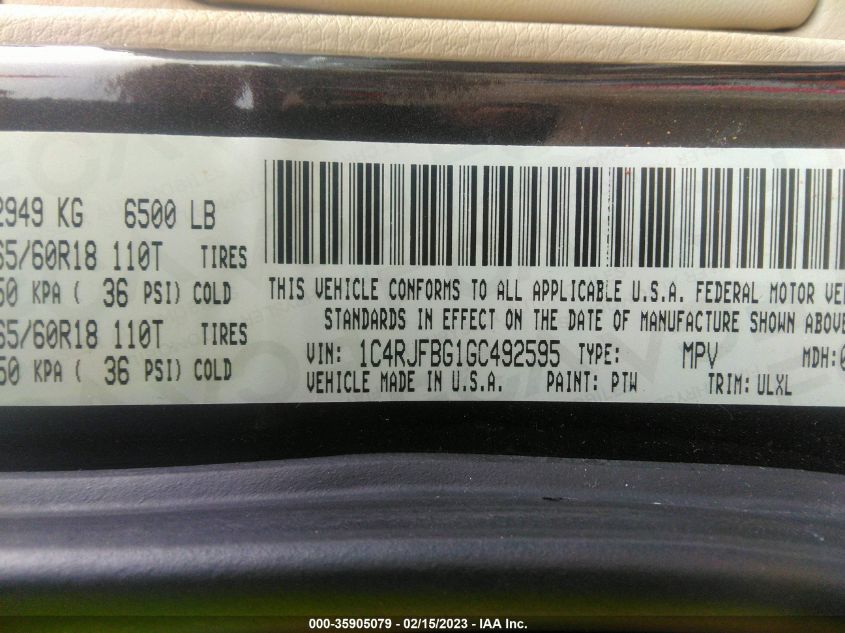 2949 KG 6500 LB
65/60R18 110T TIRES
50 KPA ( 36 PSI) COLD
65/60R18 110T TIRES
50 KPA ( 36 PSI) COLD
THIS VEHICLE CONFORMS TO ALL APPLICABLE U.S.A. FEDERAL MOTOR VE
STANDARDS IN EFFECT ON THE DATE OF MANUFACTURE SHOWN ABOVE
VIN: 1C4RJFBG1GC492595 TYPE: MPV MDH:0
VEHICLE MADE IN U.S.A. PAINT: PTW TRIM: ULXL
000-35905079 - 02/15/2023 - IAA Inc.